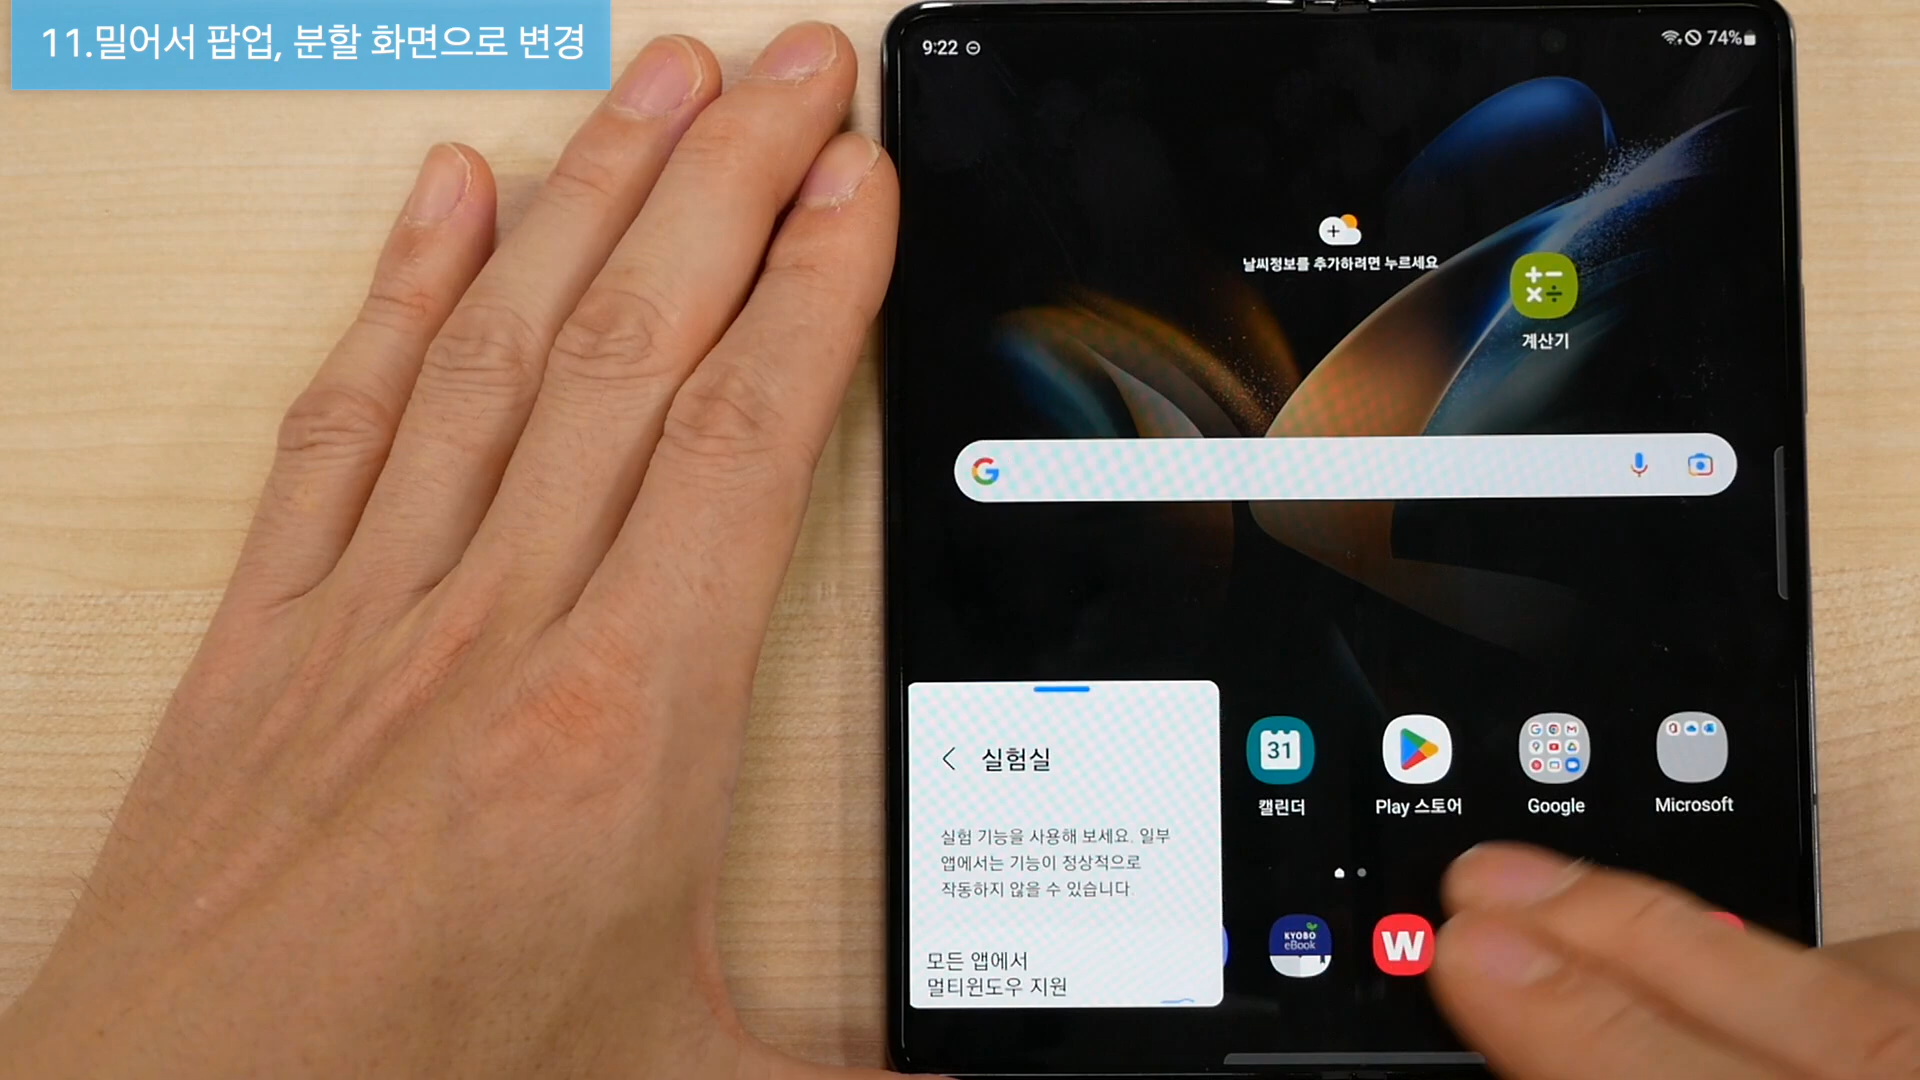 11.밀어서 팝업, 분할 화면으로 변경
9:22
74%
날씨정보를 추가하려면 누르세요
계산기
실험실
실험 기능을 사용해 보세요. 일부
앱에서는 기능이 정상적으로
작동하지 않을 수 있습니다
모든 앱에서
멀티윈도우 지원
31
캘린더
Play 스토어
Google
Microsoft
KYOBO
eBook
W